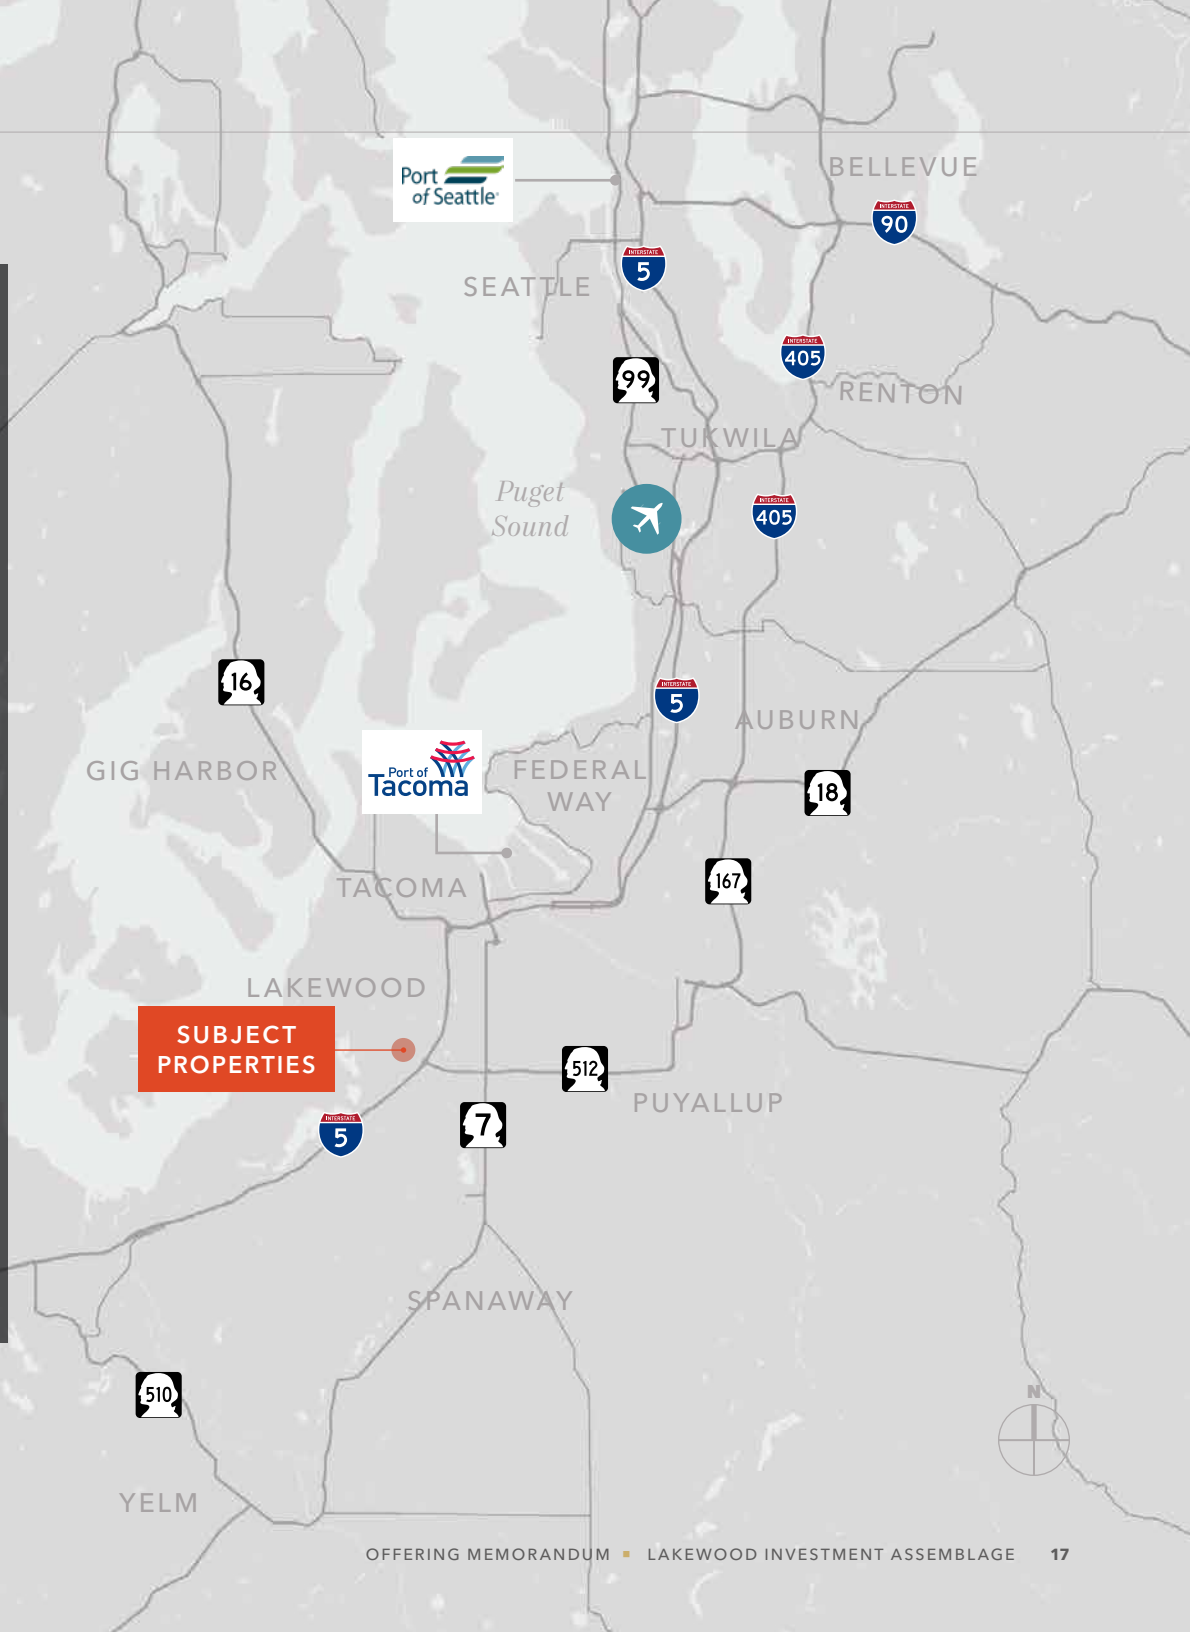 Port
of Seattle
BELLEVUE
INTERSTATE
90
INTERSTATE
5
SEATTLE
INTERSTATE
405
99
RENTON
TUKWILA
Puget
Sound
INTERSTATE
405
16
INTERSTATE
5
AUBURN
GIG HARBOR
Port of
Tacoma
FEDERAL
WAY
18
167
TACOMA
LAKEWOOD
SUBJECT
PROPERTIES
512
PUYALLUP
7
INTERSTATE
5
SPANAWAY
510
N
YELM
OFFERING MEMORANDUM ▪ LAKEWOOD INVESTMENT ASSEMBLAGE 17